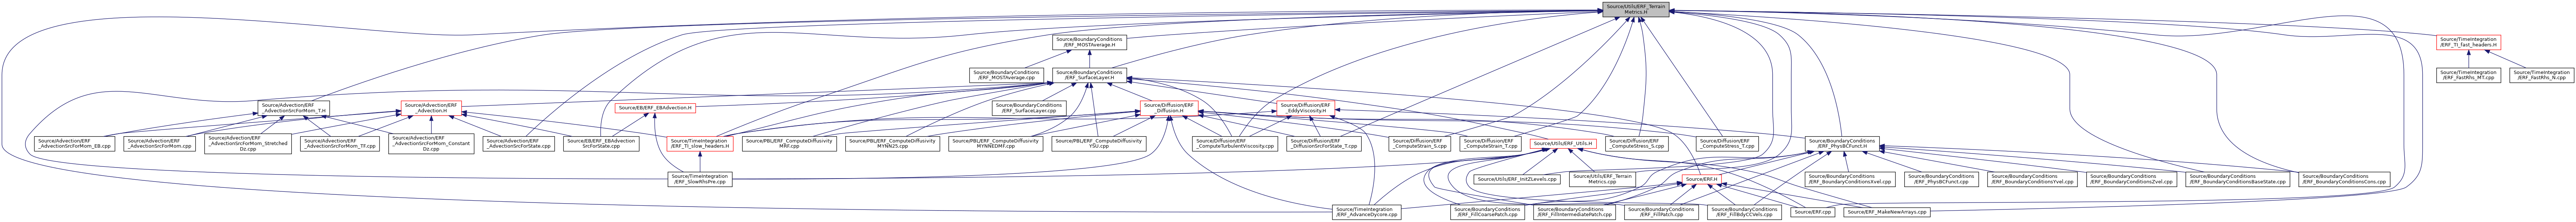 Source/Utils/ERF_Terrain
Metrics.H
Source/BoundaryConditions
/ERF_MOSTAverage.H
Source/TimeIntegration
/ERF_TI_fast_headers.H
Source/BoundaryConditions
/ERF_MOSTAverage.cpp
Source/BoundaryConditions
/ERF_SurfaceLayer.H
Source/TimeIntegration
/ERF_FastRhs_MT.cpp
Source/TimeIntegration
/ERF_FastRhs_N.cpp
Source/Advection/ERF
_AdvectionSrcForMom_T.H
Source/Advection/ERF
_Advection.H
Source/EB/ERF_EBAdvection.H
Source/BoundaryConditions
/ERF_SurfaceLayer.cpp
Source/Diffusion/ERF
_Diffusion.H
Source/Diffusion/ERF
_EddyViscosity.H
Source/Advection/ERF
_AdvectionSrcForMom_EB.cpp
Source/Advection/ERF
_AdvectionSrcForMom.cpp
Source/Advection/ERF
_AdvectionSrcForMom_Stretched
Dz.cpp
Source/Advection/ERF
_AdvectionSrcForMom_TF.cpp
Source/Advection/ERF
_AdvectionSrcForMom_Constant
Dz.cpp
Source/Advection/ERF
_AdvectionSrcForState.cpp
Source/EB/ERF_EBAdvection
SrcForState.cpp
Source/TimeIntegration
/ERF_TI_slow_headers.H
Source/PBL/ERF_ComputeDiffusivity
MRF.cpp
Source/PBL/ERF_ComputeDiffusivity
MYNN25.cpp
Source/PBL/ERF_ComputeDiffusivity
MYNNEDMF.cpp
Source/PBL/ERF_ComputeDiffusivity
YSU.cpp
Source/Diffusion/ERF
_ComputeTurbulentViscosity.cpp
Source/Diffusion/ERF
_DiffusionSrcForState_T.cpp
Source/Diffusion/ERF
_ComputeStrain_S.cpp
Source/Diffusion/ERF
_ComputeStrain_T.cpp
Source/Utils/ERF_Utils.H
Source/Diffusion/ERF
_ComputeStress_S.cpp
Source/Diffusion/ERF
_ComputeStress_T.cpp
Source/BoundaryConditions
/ERF_PhysBCFunct.H
Source/TimeIntegration
/ERF_SlowRhsPre.cpp
Source/Utils/ERF_InitZLevels.cpp
Source/Utils/ERF_Terrain
Metrics.cpp
Source/ERF.H
Source/BoundaryConditions
/ERF_BoundaryConditionsXvel.cpp
Source/BoundaryConditions
/ERF_PhysBCFunct.cpp
Source/BoundaryConditions
/ERF_BoundaryConditionsYvel.cpp
Source/BoundaryConditions
/ERF_BoundaryConditionsZvel.cpp
Source/BoundaryConditions
/ERF_BoundaryConditionsBaseState.cpp
Source/BoundaryConditions
/ERF_BoundaryConditionsCons.cpp
Source/TimeIntegration
/ERF_AdvanceDycore.cpp
Source/BoundaryConditions
/ERF_FillCoarsePatch.cpp
Source/BoundaryConditions
/ERF_FillIntermediatePatch.cpp
Source/BoundaryConditions
/ERF_FillPatch.cpp
Source/BoundaryConditions
/ERF_FillBdyCCVels.cpp
Source/ERF.cpp
Source/ERF_MakeNewArrays.cpp